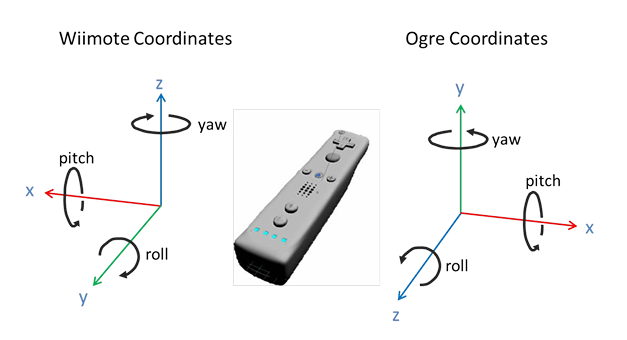 Wiimote Coordinates
z
yaw
pitch
x
roll
y
Ogre Coordinates
y
yaw
pitch
x
roll
z